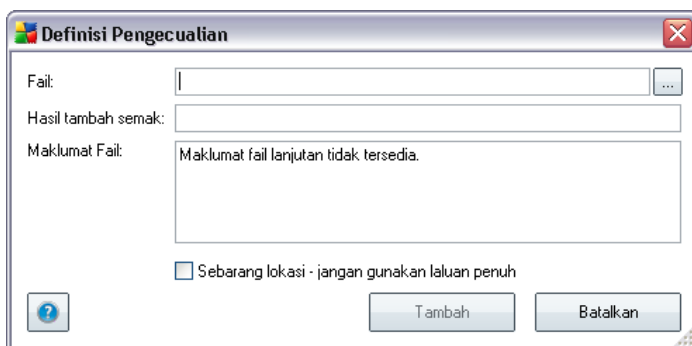 Definisi Pengecualian
Fail:
...
Hasil tambah semak:
Maklumat Fail:
Maklumat fail lanjutan tidak tersedia.
Sebarang lokasi - jangan gunakan laluan penuh
?
Tambah
Batalkan